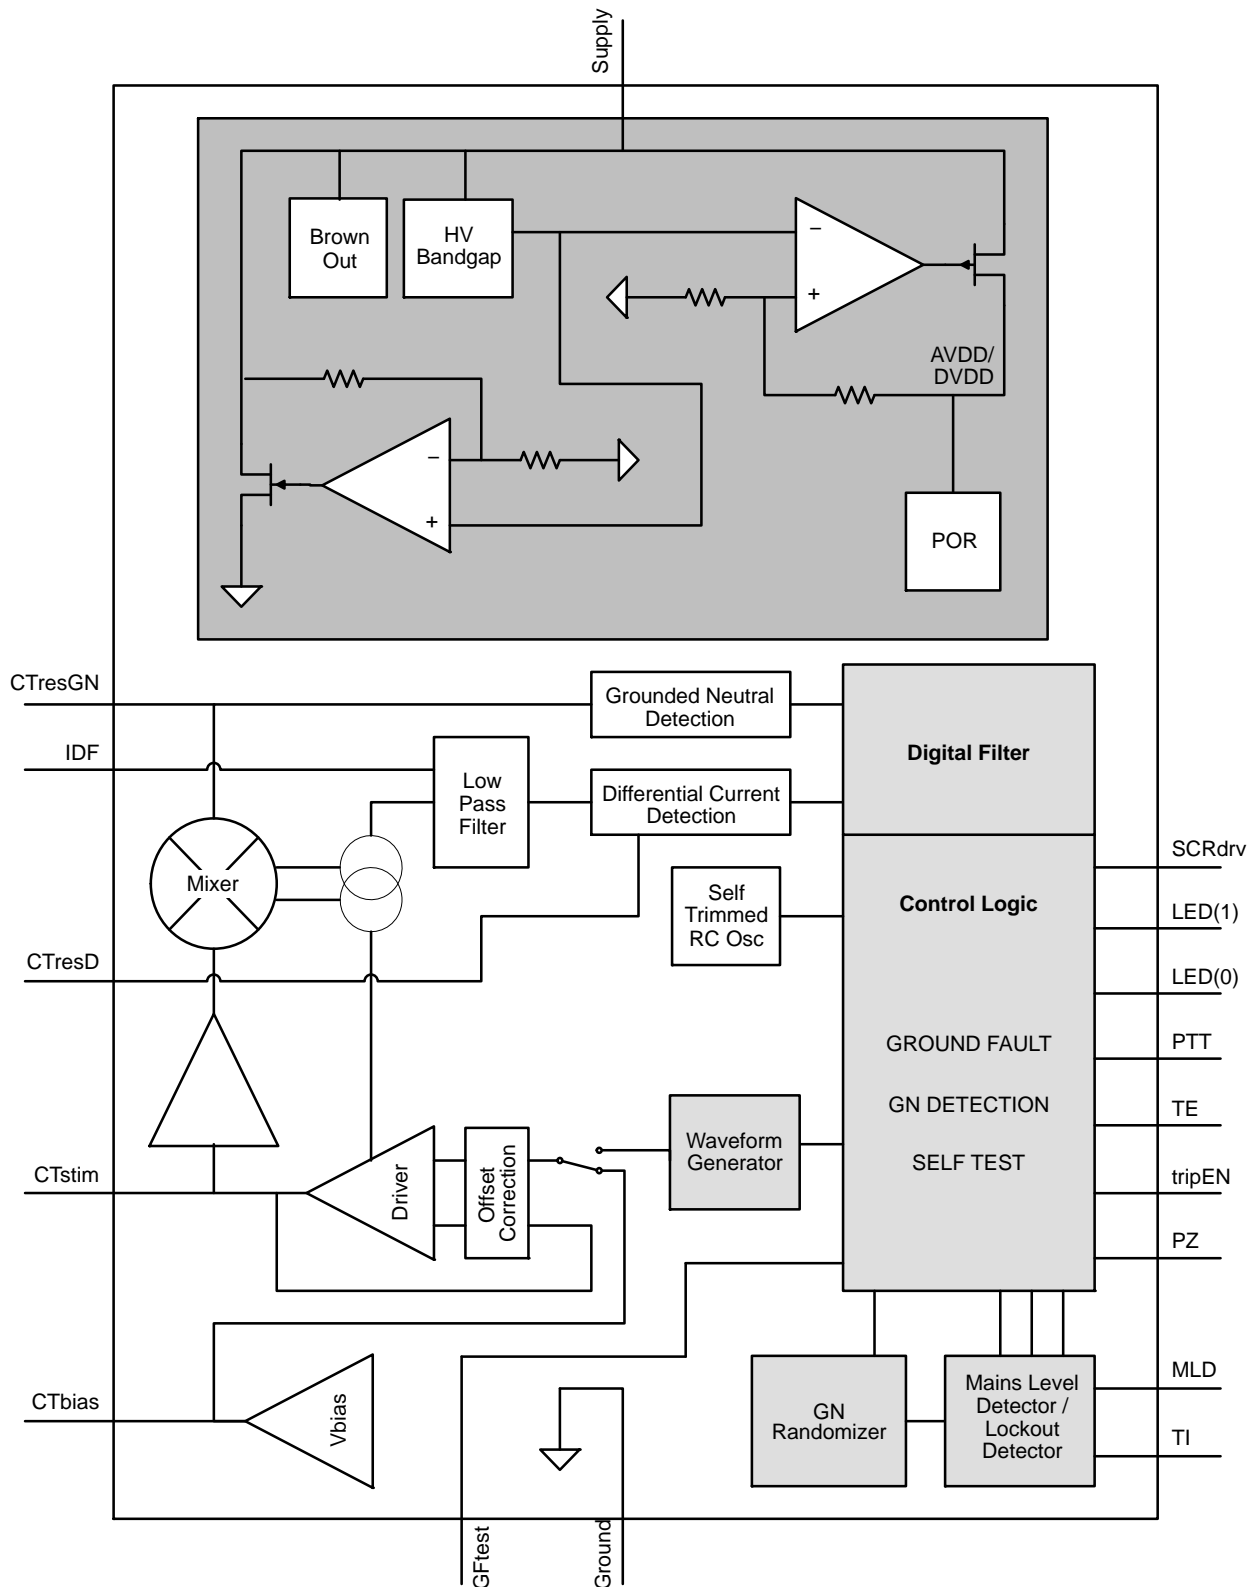 Supply
Brown
Out
HV
Bandgap
–
+
AVDD/
DVDD
–
+
POR
CTresGN
Grounded Neutral
Detection
IDF
Low
Pass
Filter
Differential Current
Detection
Digital Filter
Mixer
Self
Trimmed
RC Osc
Control Logic
SCRdrv
LED(1)
CTresD
LED(0)
GROUND FAULT
PTT
GN DETECTION
TE
Waveform
Generator
SELF TEST
CTstim
Driver
Offset
Correction
tripEN
PZ
CTbias
Vbias
GN
Randomizer
Mains Level
Detector /
Lockout
Detector
MLD
TI
GFtest
Ground